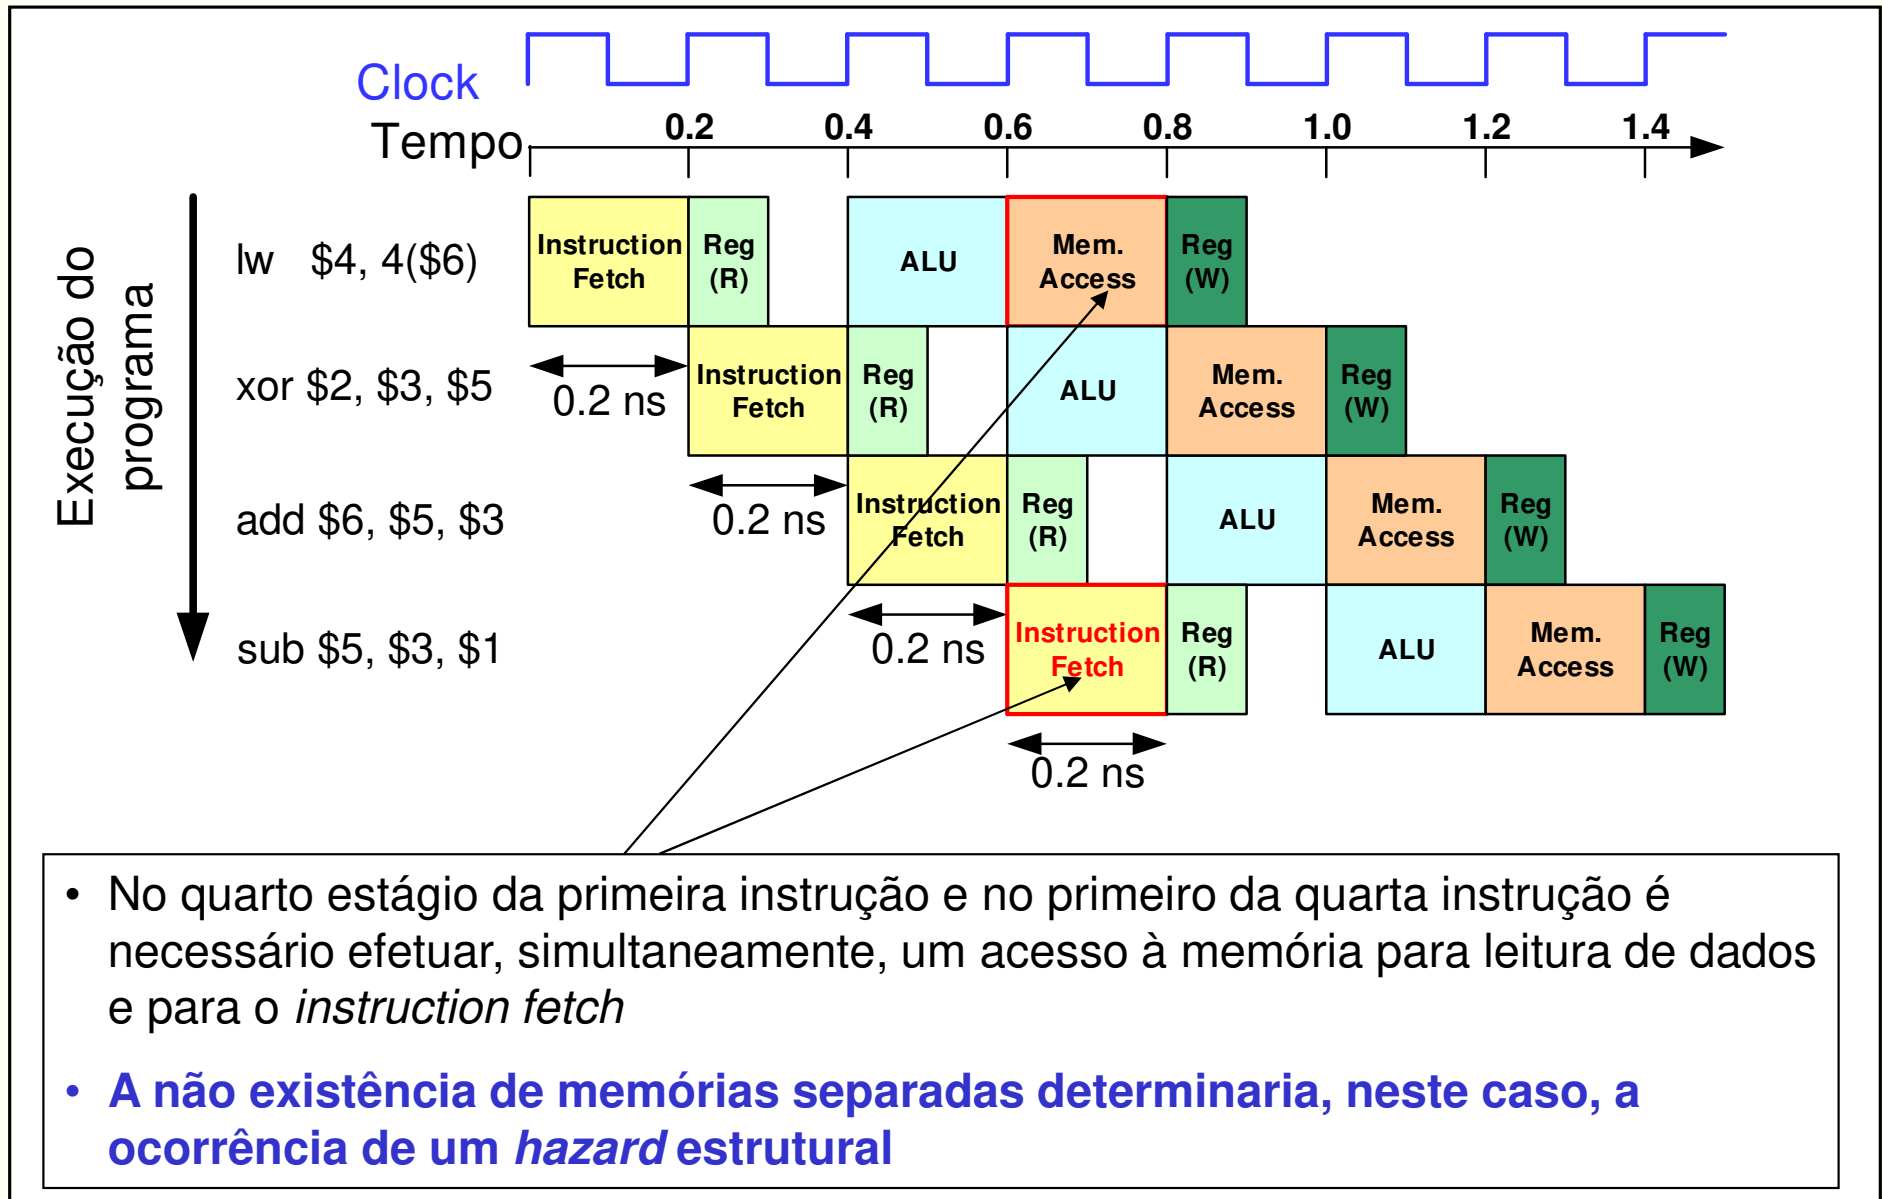 Clock
Tempo
0.2 0.4 0.6 0.8 1.0 1.2 1.4
Execução do
programa
lw $4, 4($6)
Instruction
Fetch
Reg
(R)
ALU
Mem.
Access
Reg
(W)
xor $2, $3, $5
0.2 ns
Instruction
Fetch
Reg
(R)
ALU
Mem.
Access
Reg
(W)
add $6, $5, $3
0.2 ns
Instruction
Fetch
Reg
(R)
ALU
Mem.
Access
Reg
(W)
sub $5, $3, $1
0.2 ns
Instruction
Fetch
Reg
(R)
ALU
Mem.
Access
Reg
(W)
0.2 ns
• No quarto estágio da primeira instrução e no primeiro da quarta instrução é
necessário efetuar, simultaneamente, um acesso à memória para leitura de dados
e para o instruction fetch
• A não existência de memórias separadas determinaria, neste caso, a
ocorrência de um hazard estrutural